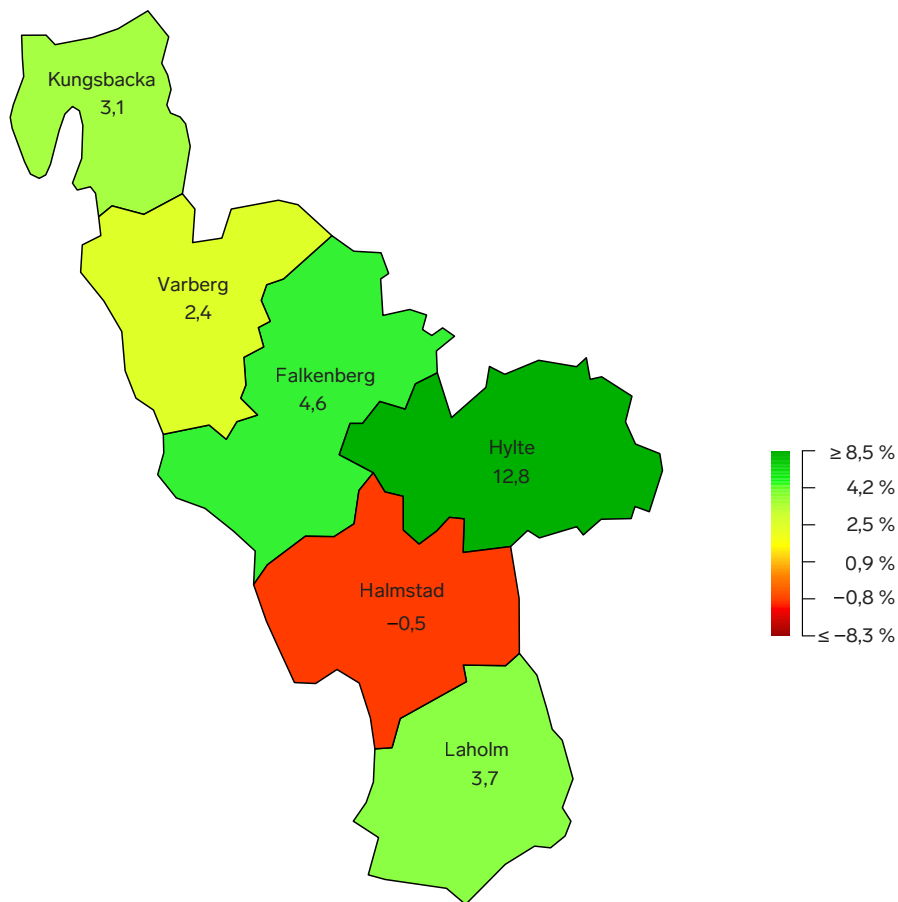 Kungsbacka
3,1
Varberg
2,4
Falkenberg
4,6
Hylte
12,8
Halmstad
−0,5
Laholm
3,7
≥ 8,5 %
4,2 %
2,5 %
0,9 %
−0,8 %
≤ −8,3 %